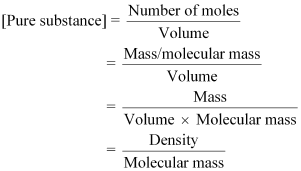 [Pure substance] = Number of moles / Volume
= Mass/molecular mass / Volume
= Mass / Volume × Molecular mass
= Density / Molecular mass